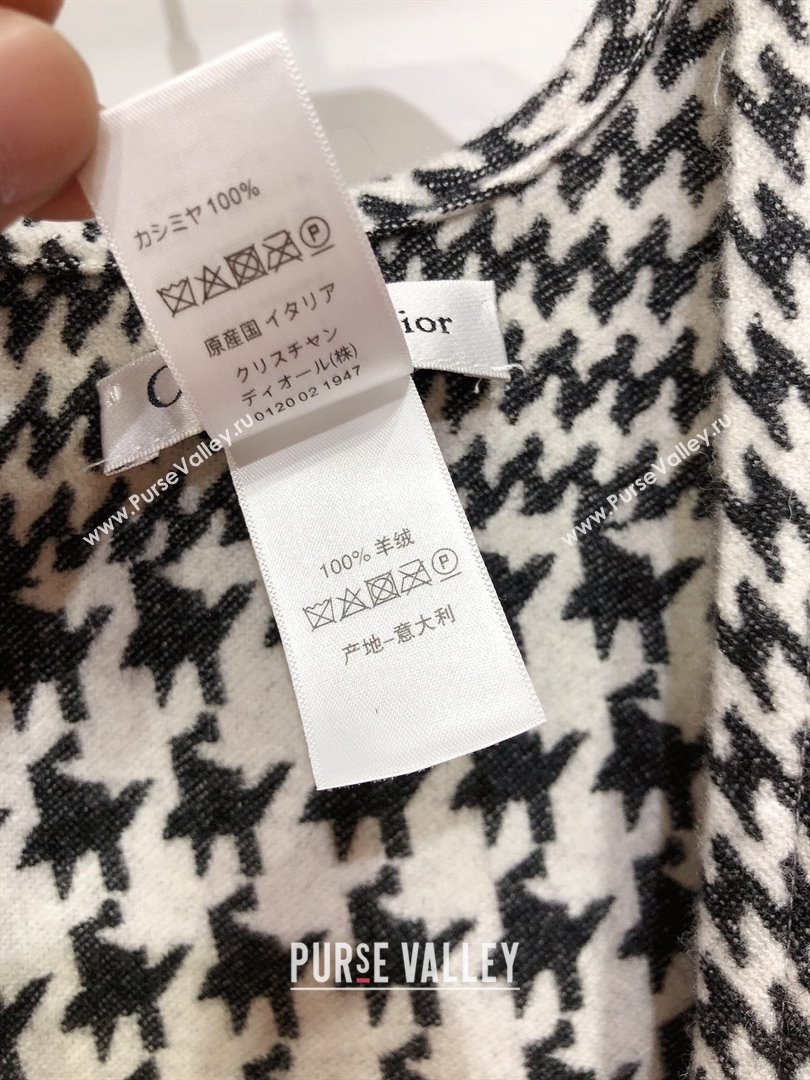 カシミヤ 100%
原産国 イタリア
クリスチャン
ディオール(株)
0120 02 1947
C
ior
100% 羊绒
产地-意大利
www.PurseValley.ru
www.PurseValley.ru
PURSE VALLEY